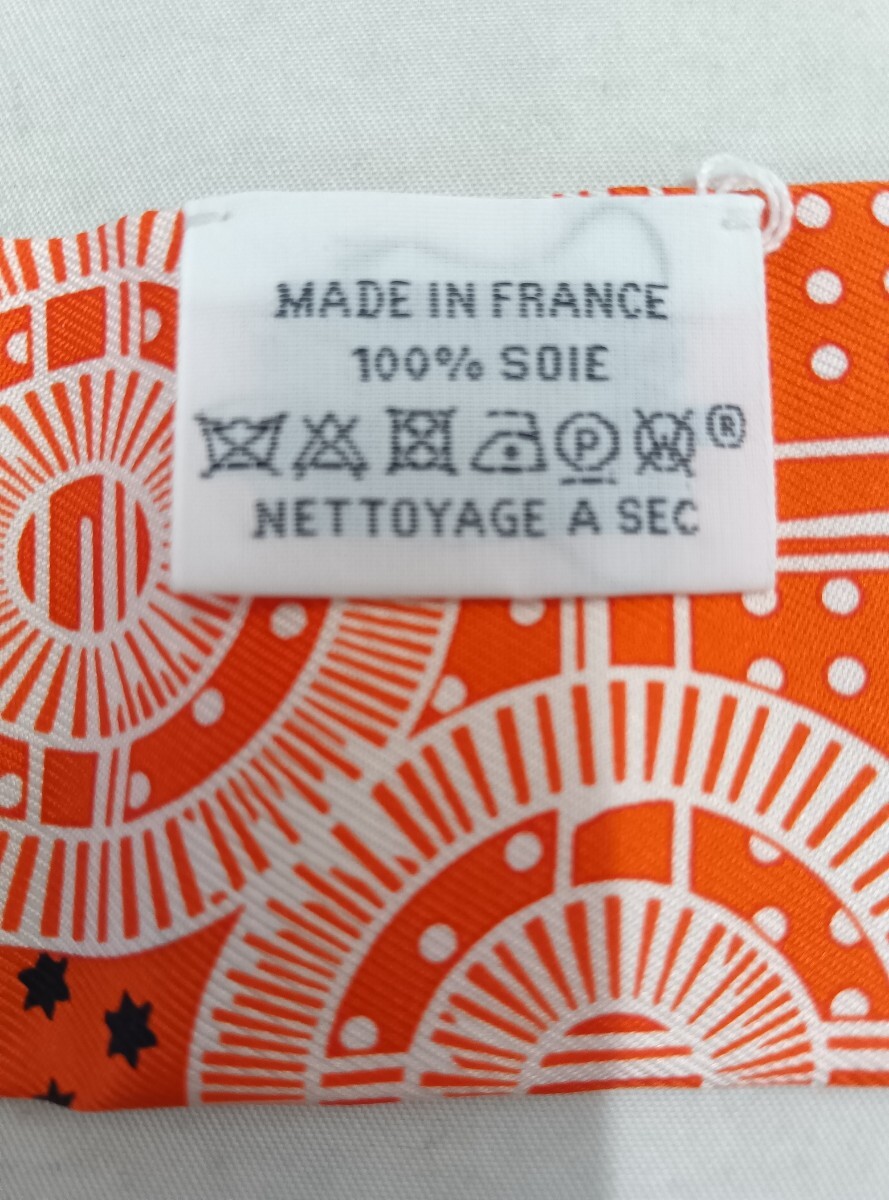 MADE IN FRANCE
100% SOIE
P W ®
NETTOYAGE A SEC